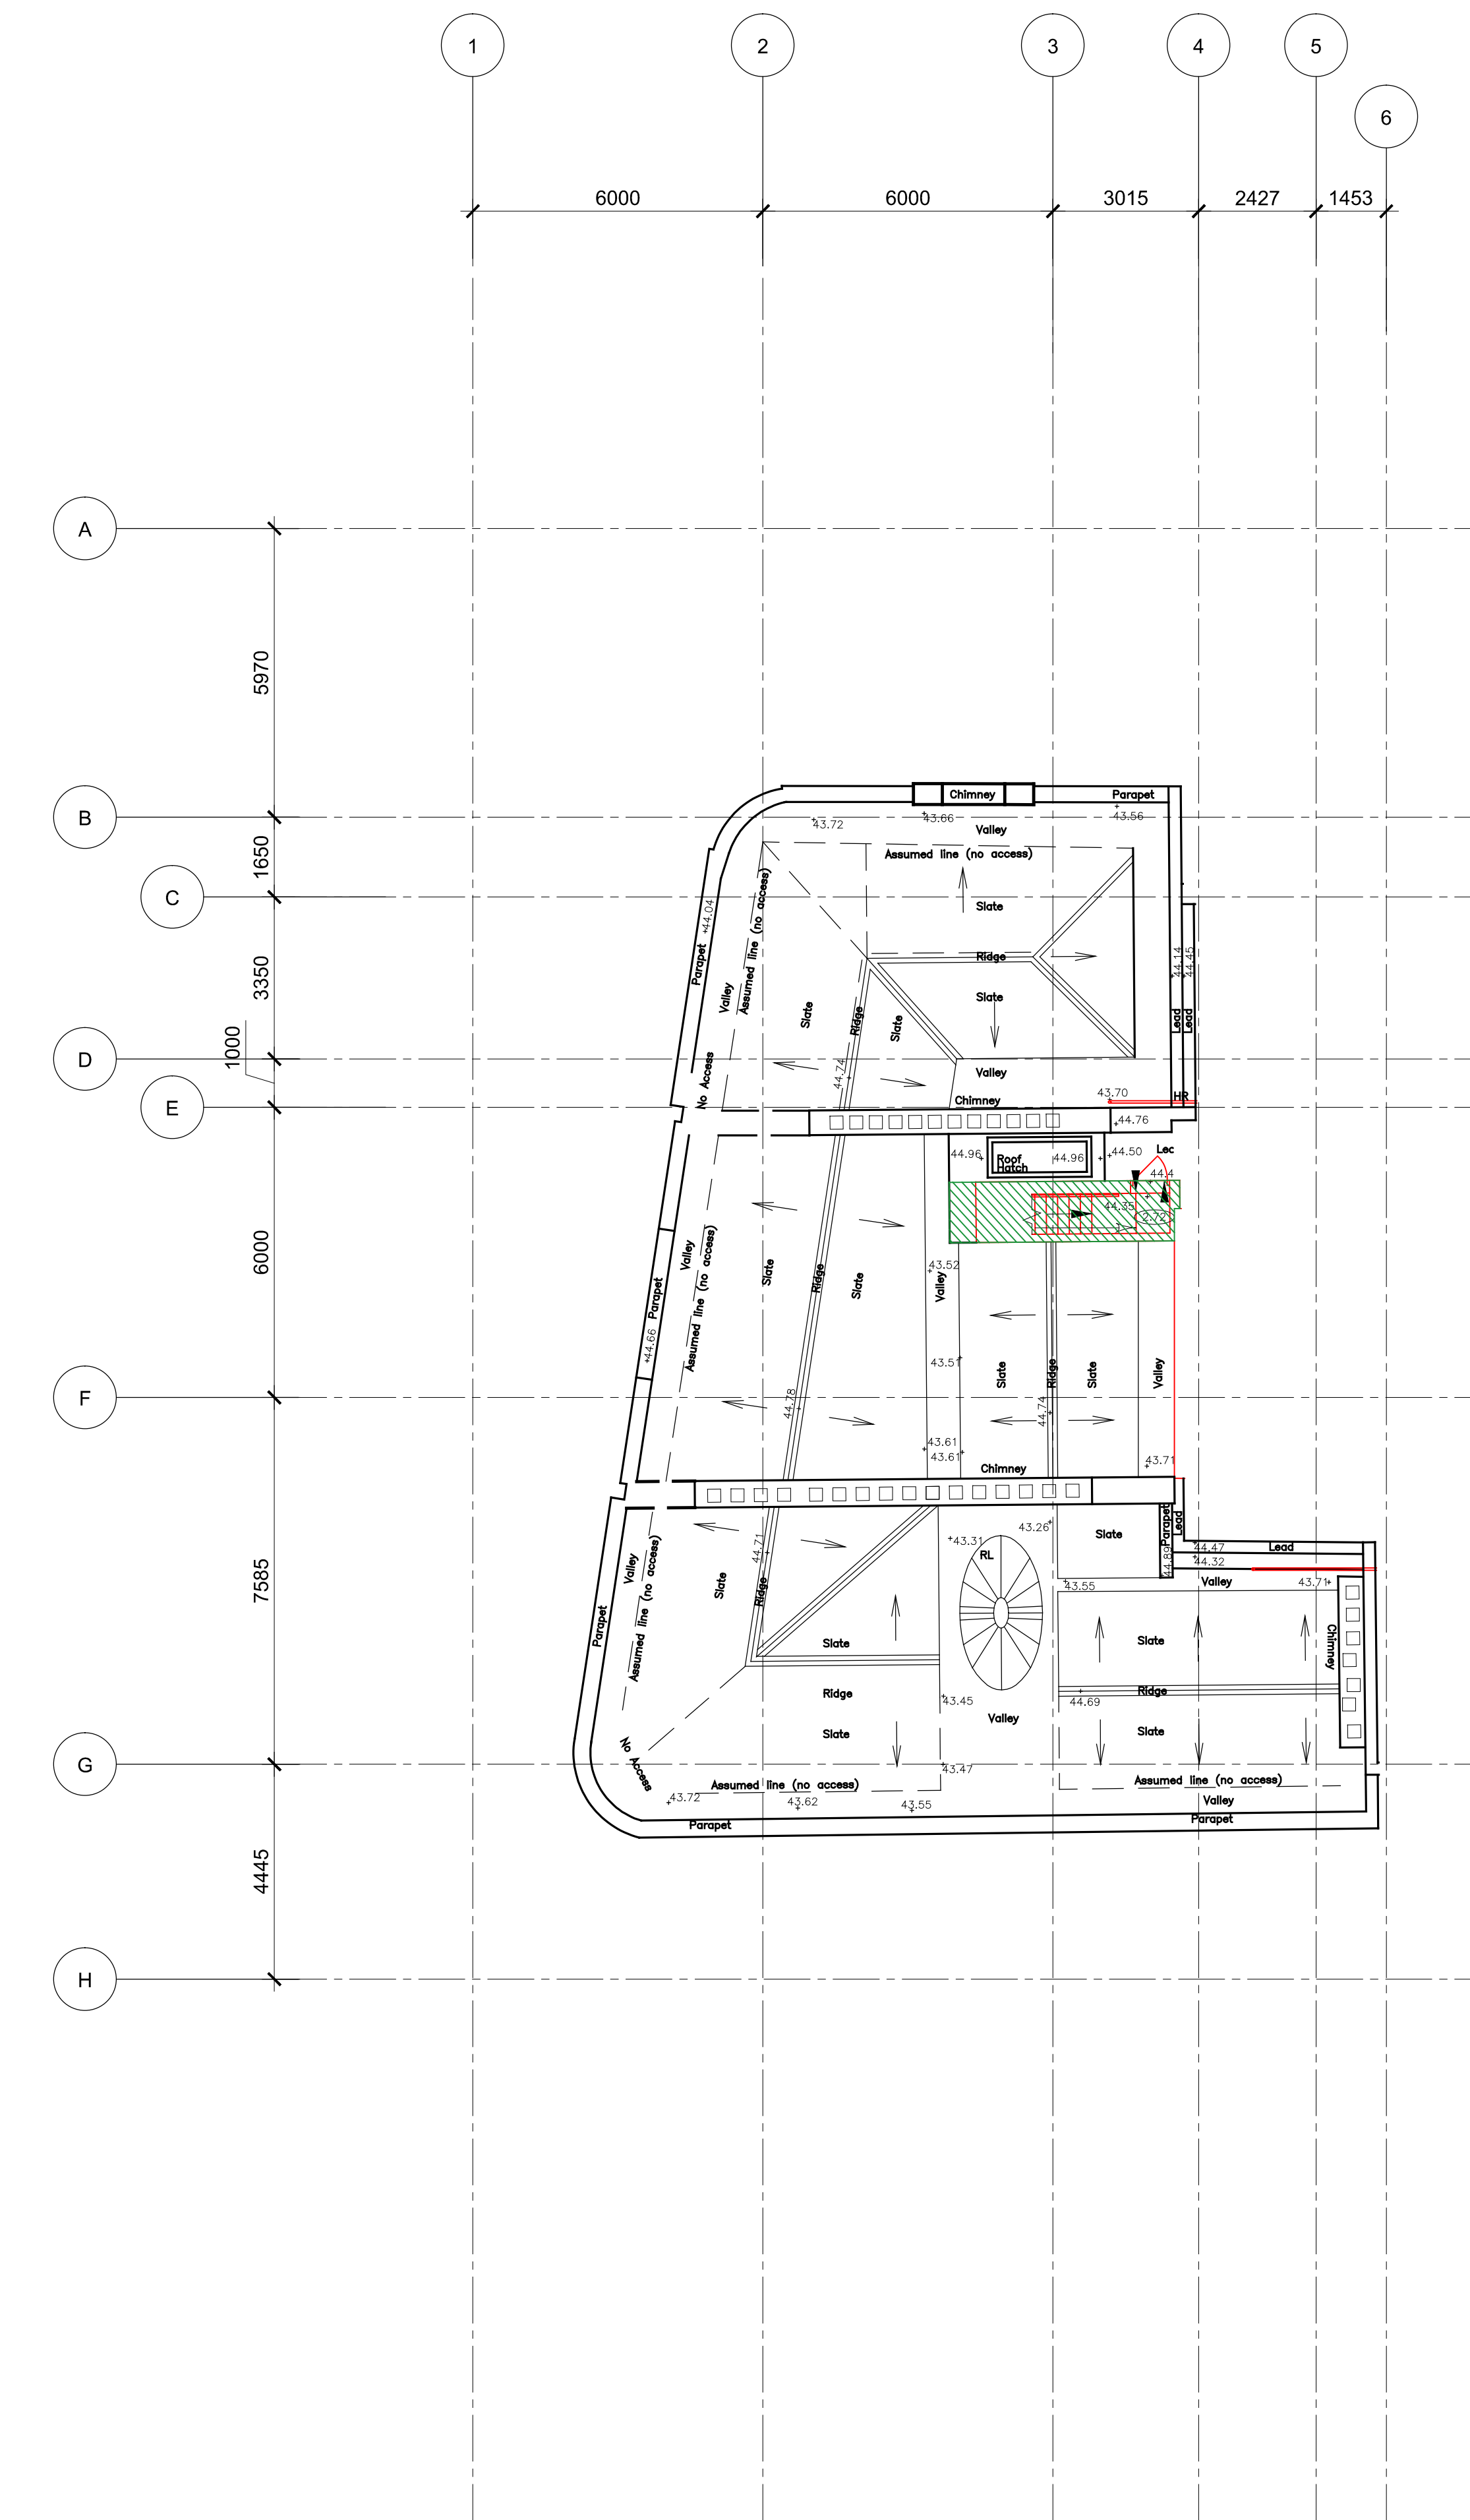 1
2
3
4
5
6
6000
6000
3015
2427
1453
A
5970
B
Chimney
Parapet
43.72
43.66
43.56
Valley
1650
Assumed line (no access)
C
Slate
44.04
Parapet
Valley
Assumed line (no access)
3350
Ridge
44.14
44.45
Slate
Slate
Ridge
Slate
Lead
Lead
1000
D
44.74
Valley
No Access
43.70
HR
Chimney
E
44.76
44.96
Roof
Hatch
44.96
44.50
Lec
44.4
44.35
2.72
6000
Valley
Assumed line (no access)
Slate
Ridge
Slate
43.52
Valley
Parapet
44.66
43.51
Slate
Ridge
Slate
Valley
F
44.78
44.74
43.61
43.61
43.71
Chimney
43.26
43.31
Slate
Parapet
Lead
44.89
44.47
44.32
Lead
RL
44.71
Valley
Assumed line (no access)
Slate
Ridge
7585
43.55
Valley
43.71
Parapet
Slate
Slate
Chimney
Ridge
43.45
44.69
Ridge
Slate
Valley
Slate
No Access
G
43.47
Assumed line (no access)
Assumed line (no access)
43.72
43.62
43.55
Valley
Parapet
Parapet
4445
H